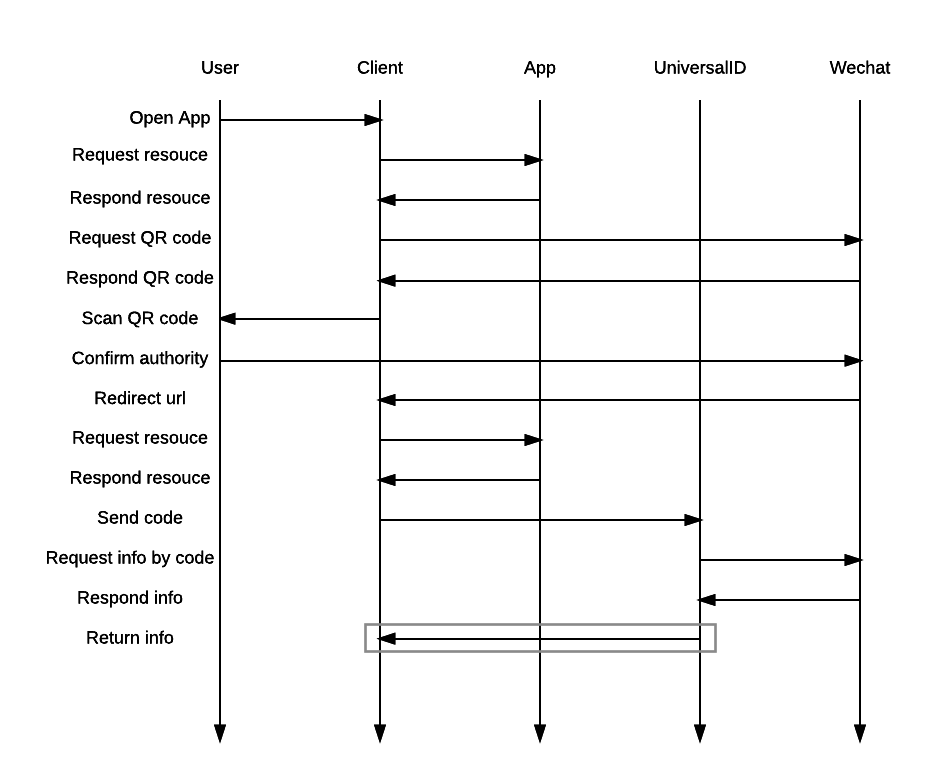 User Client App UniversalID Wechat
Open App
Request resouce
Respond resouce
Request QR code
Respond QR code
Scan QR code
Confirm authority
Redirect url
Request resouce
Respond resouce
Send code
Request info by code
Respond info
Return info